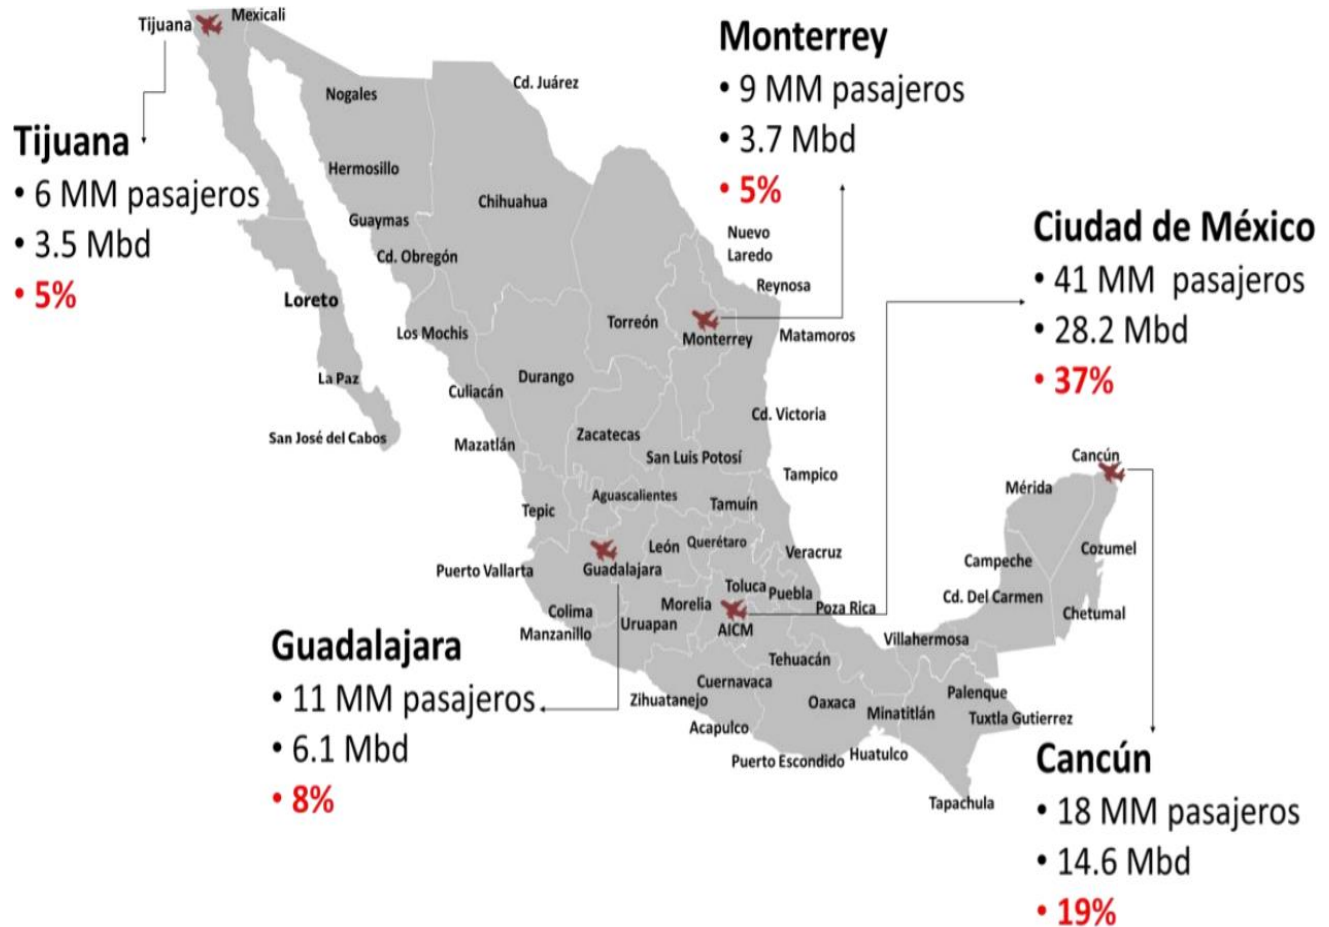 Tijuana
Mexicali
Tijuana
• 6 MM pasajeros
• 3.5 Mbd
• 5%
Monterrey
• 9 MM pasajeros
• 3.7 Mbd
• 5%
Ciudad de México
• 41 MM pasajeros
• 28.2 Mbd
• 37%
Nogales
Cd. Juárez
Hermosillo
Chihuahua
Guaymas
Cd. Obregón
Nuevo
Laredo
Reynosa
Loreto
Los Mochis
Torreón
Monterrey
Matamoros
La Paz
Culiacán
Durango
Cd. Victoria
San José del Cabos
Mazatlán
Zacatecas
San Luis Potosí
Tampico
Cancún
Mérida
Tepic
Aguascalientes
Tamuín
León
Querétaro
Veracruz
Campeche
Cozumel
Puerto Vallarta
Guadalajara
Toluca
Puebla
Cd. Del Carmen
Chetumal
Colima
Morelia
Poza Rica
Manzanillo
Uruapan
AICM
Villahermosa
Guadalajara
• 11 MM pasajeros
• 6.1 Mbd
• 8%
Tehuacán
Cuernavaca
Zihuatanejo
Oaxaca
Minatitlán
Palenque
Tuxtla Gutierrez
Acapulco
Puerto Escondido
Huatulco
Tapachula
Cancún
• 18 MM pasajeros
• 14.6 Mbd
• 19%